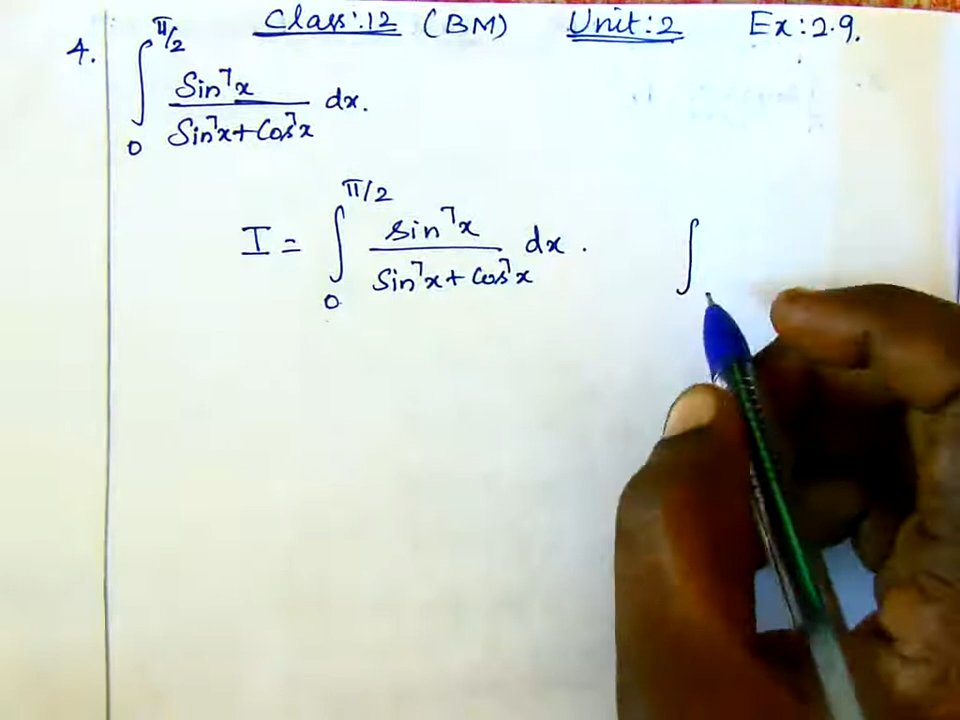 Class:12 (BM) Unit:2 Ex:2.9.
4. ∫₀^{π/2} Sin⁷x / (Sin⁷x + Cos⁷x) dx.
I = ∫₀^{π/2} sin⁷x / (Sin⁷x + Cos⁷x) dx. ∫